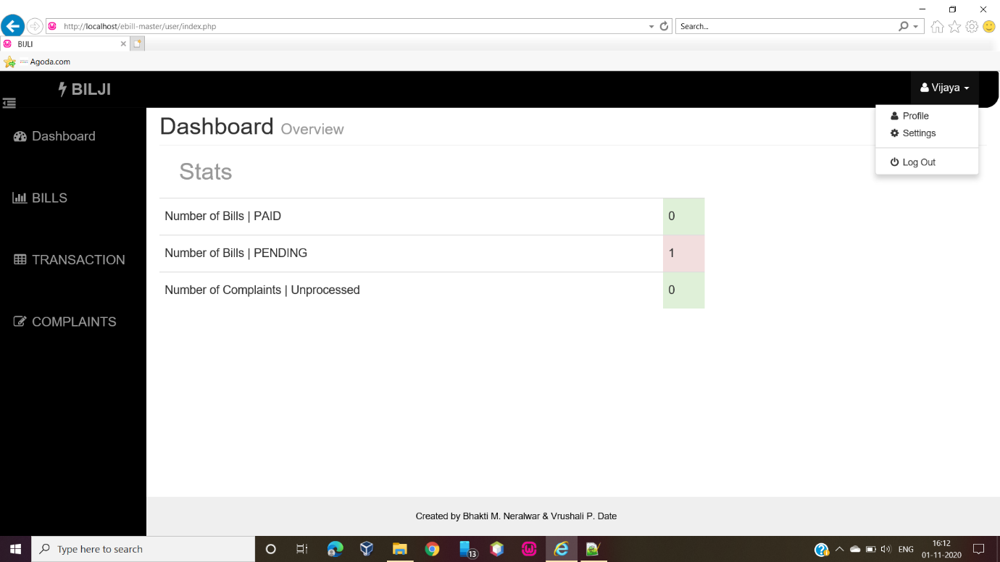 http://localhost/ebill-master/user/index.php
Search...
BIJLI
Agoda.com
BILJI
Vijaya
Profile
Settings
Log Out
Dashboard
BILLS
TRANSACTION
COMPLAINTS
Dashboard Overview
Stats
Number of Bills | PAID 0
Number of Bills | PENDING 1
Number of Complaints | Unprocessed 0
Created by Bhakti M. Neralwar & Vrushali P. Date
Type here to search
13
ENG
16:12
01-11-2020